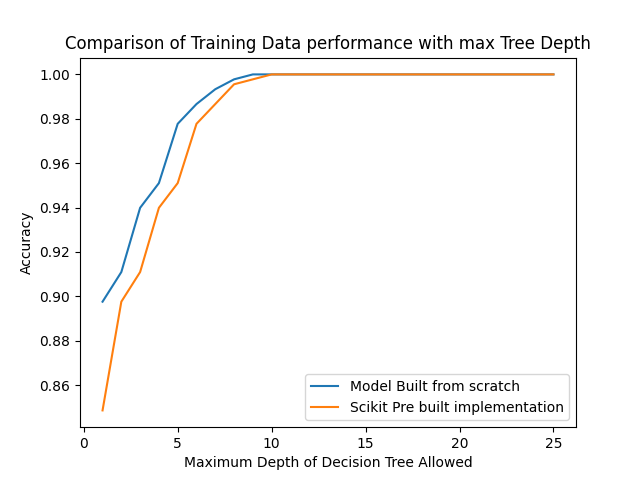 Comparison of Training Data performance with max Tree Depth
1.00
0.98
0.96
0.94
0.92
0.90
0.88
0.86
Accuracy
0 5 10 15 20 25
Maximum Depth of Decision Tree Allowed
Model Built from scratch
Scikit Pre built implementation